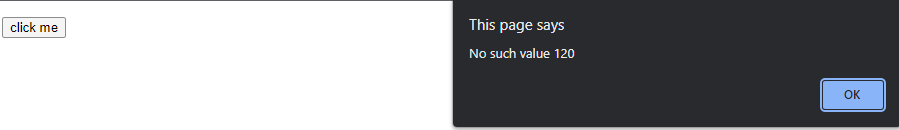 click me
This page says
No such value 120
OK